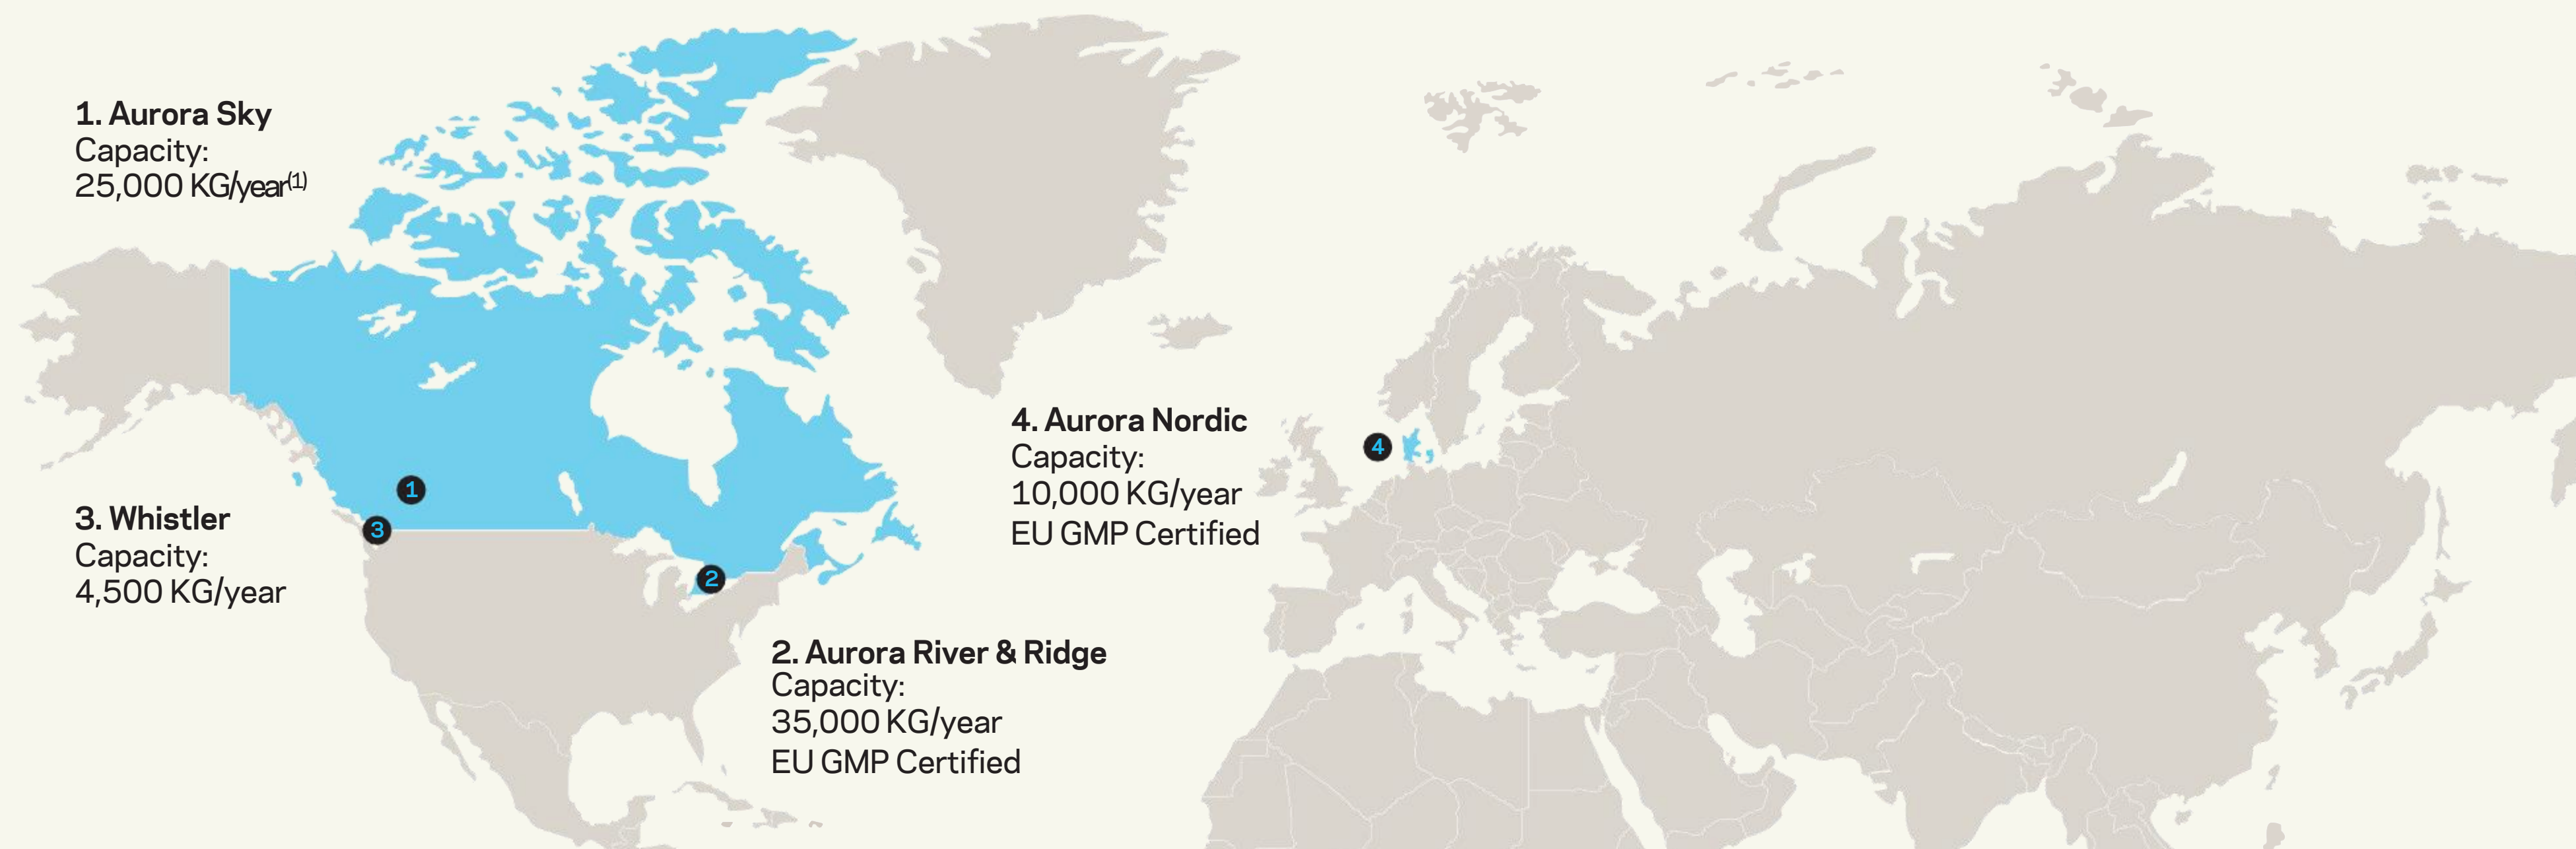 1. Aurora Sky
Capacity:
25,000 KG/year(1)
3. Whistler
Capacity:
4,500 KG/year
1
3
2
2. Aurora River & Ridge
Capacity:
35,000 KG/year
EU GMP Certified
4. Aurora Nordic
Capacity:
10,000 KG/year
EU GMP Certified
4